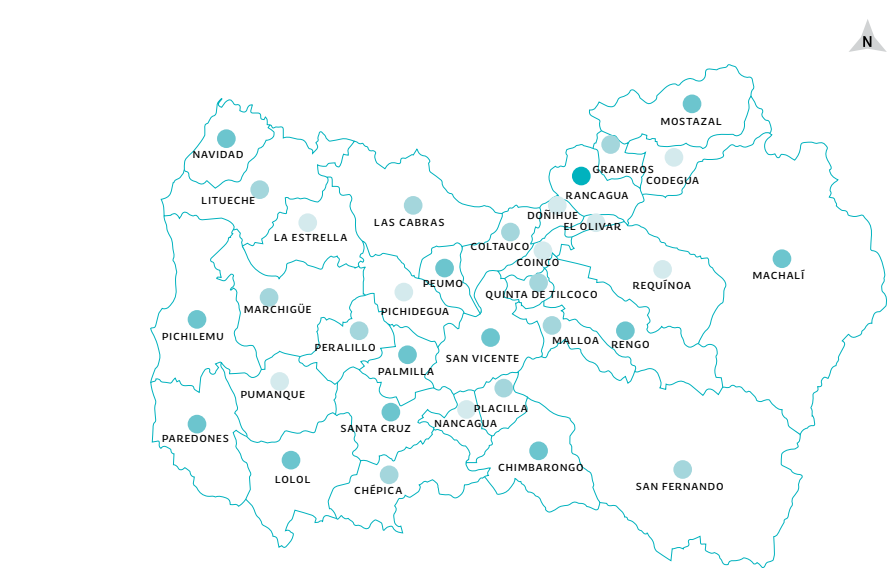 N
MOSTAZAL
NAVIDAD
GRANEROS
CODEGUA
RANCAGUA
LITUECHE
DOÑIHUE
LAS CABRAS
EL OLIVAR
LA ESTRELLA
COLTAUCO
COINCO
MACHALÍ
PEUMO
REQUÍNOA
QUINTA DE TILCOCO
MARCHIGÜE
PICHIDEGUA
PICHILEMU
MALLOA
RENGO
PERALILLO
SAN VICENTE
PALMILLA
PUMANQUE
PLACILLA
NANCAGUA
SANTA CRUZ
PAREDONES
CHIMBARONGO
LOLOL
SAN FERNANDO
CHÉPICA